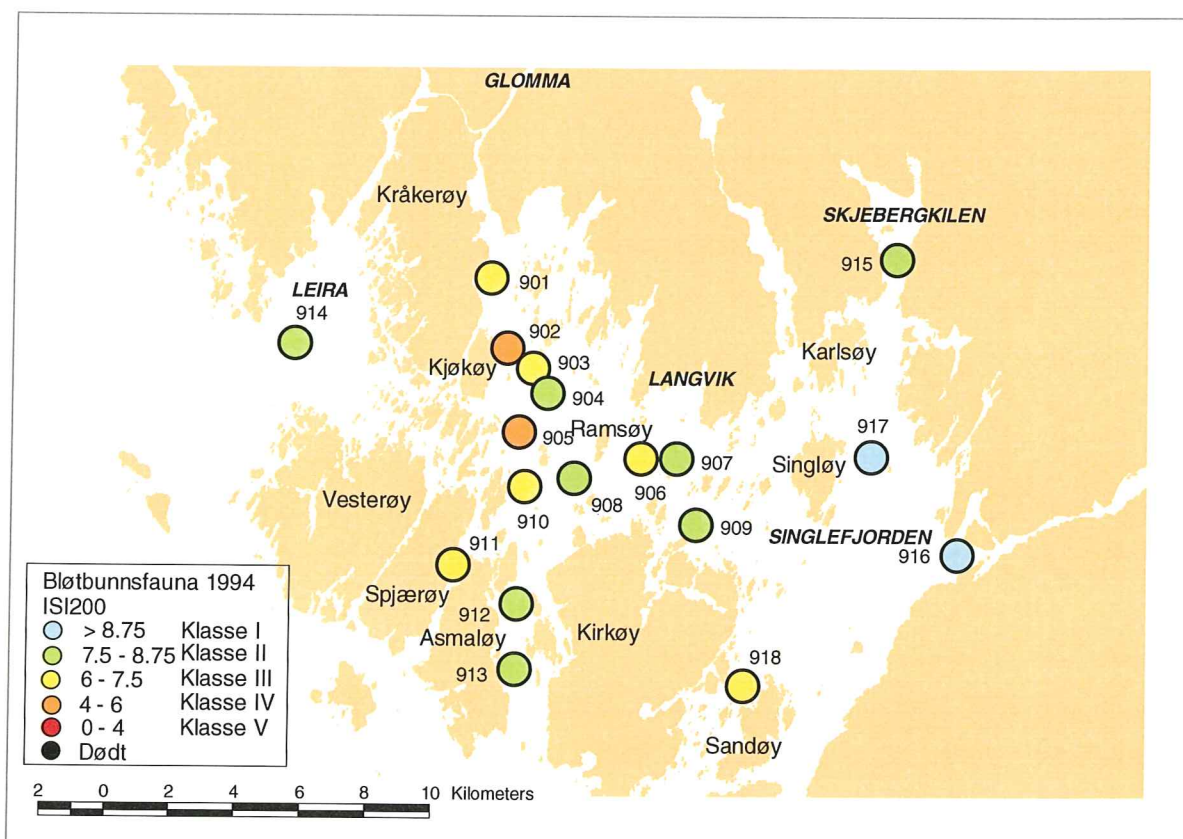 GLOMMA
Kråkerøy
SKJEBERGKILEN
915
901
LEIRA
914
902
Kjøkøy
903
904
Karlsøy
LANGVIK
905
Ramsøy
917
907
Singløy
906
908
Vesterøy
910
909
SINGLEFJORDEN
916
911
Spjærøy
912
Asmaløy
Kirkøy
913
918
Sandøy
Bløtbunnsfauna 1994
ISI200
> 8.75 Klasse I
7.5 - 8.75 Klasse II
6 - 7.5 Klasse III
4 - 6 Klasse IV
0 - 4 Klasse V
Dødt
2 0 2 4 6 8 10 Kilometers